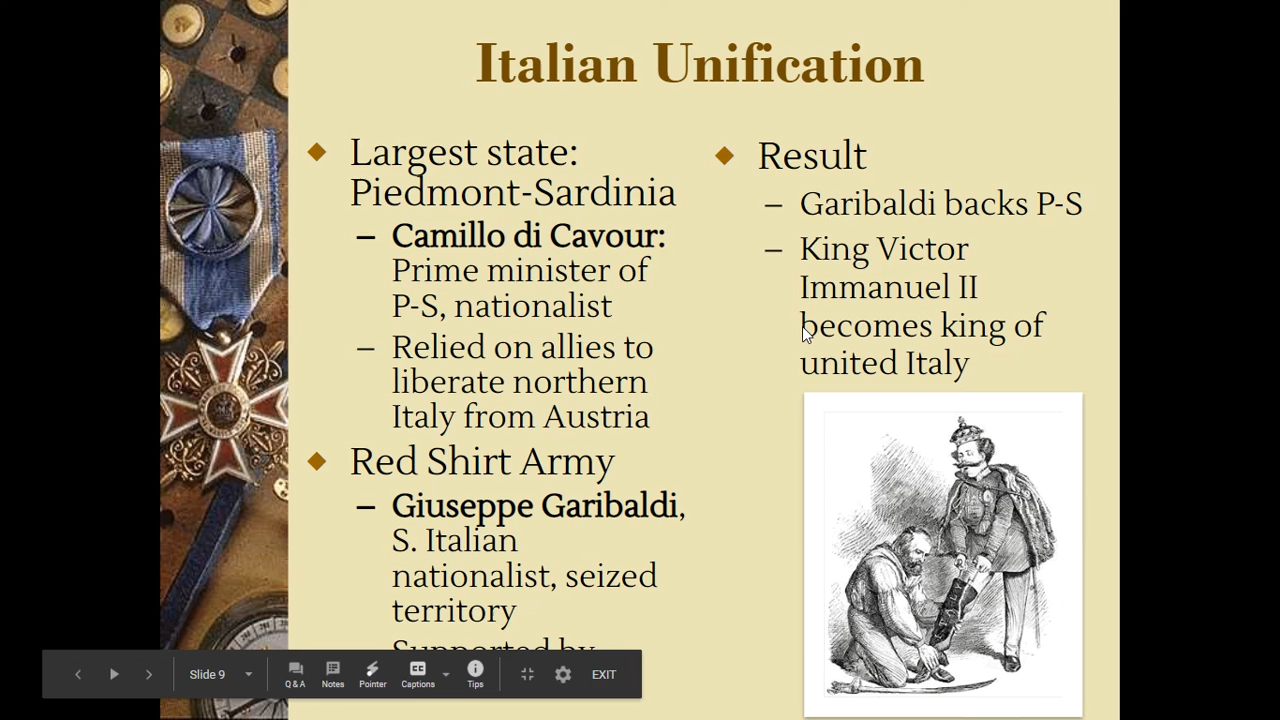 Italian Unification
Largest state:
Piedmont-Sardinia
– Camillo di Cavour:
Prime minister of
P-S, nationalist
– Relied on allies to
liberate northern
Italy from Austria
Red Shirt Army
– Giuseppe Garibaldi,
S. Italian
nationalist, seized
territory
Supported by
Result
– Garibaldi backs P-S
– King Victor
Immanuel II
becomes king of
united Italy
Slide 9
Q & A
Notes
Pointer
CC
Captions
Tips
EXIT